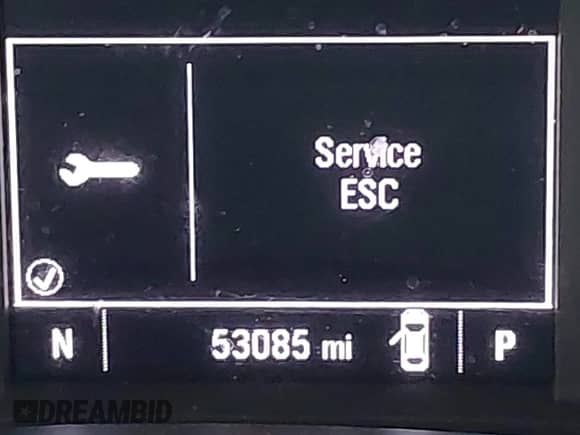 Service
ESC
N 53085 mi P
DREAMBID